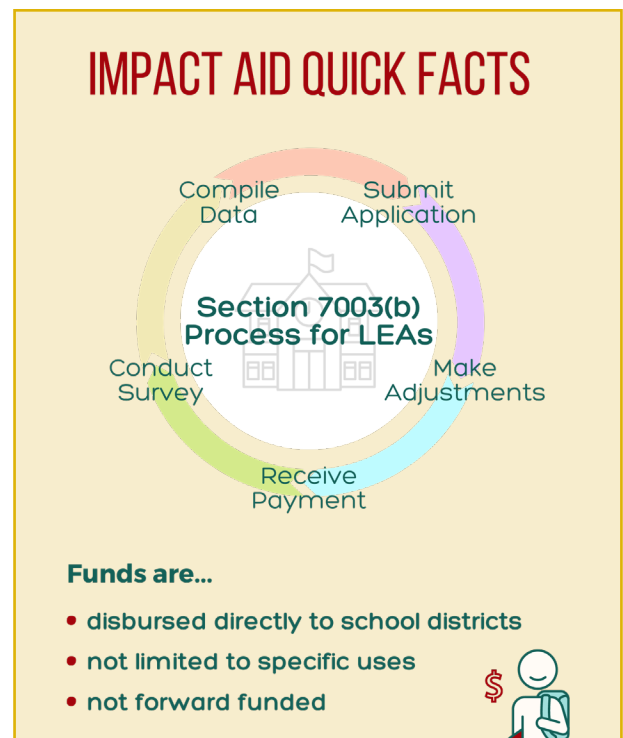 IMPACT AID QUICK FACTS
Compile
Data
Submit
Application
Section 7003(b)
Process for LEAs
Conduct
Survey
Make
Adjustments
Receive
Payment
Funds are...
• disbursed directly to school districts
• not limited to specific uses
• not forward funded
$